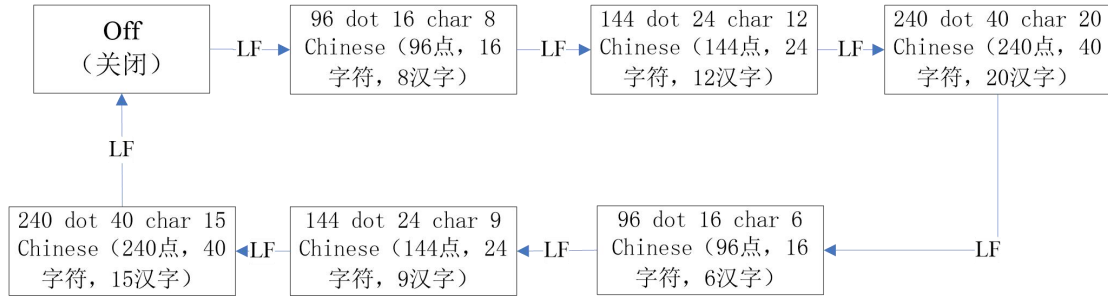 Off
（关闭）
LF
96 dot 16 char 8
Chinese（96点，16
字符，8汉字）
LF
144 dot 24 char 12
Chinese（144点，24
字符，12汉字）
LF
240 dot 40 char 20
Chinese（240点，40
字符，20汉字）
LF
96 dot 16 char 6
Chinese（96点，16
字符，6汉字）
LF
144 dot 24 char 9
Chinese（144点，24
字符，9汉字）
LF
240 dot 40 char 15
Chinese（240点，40
字符，15汉字）
LF